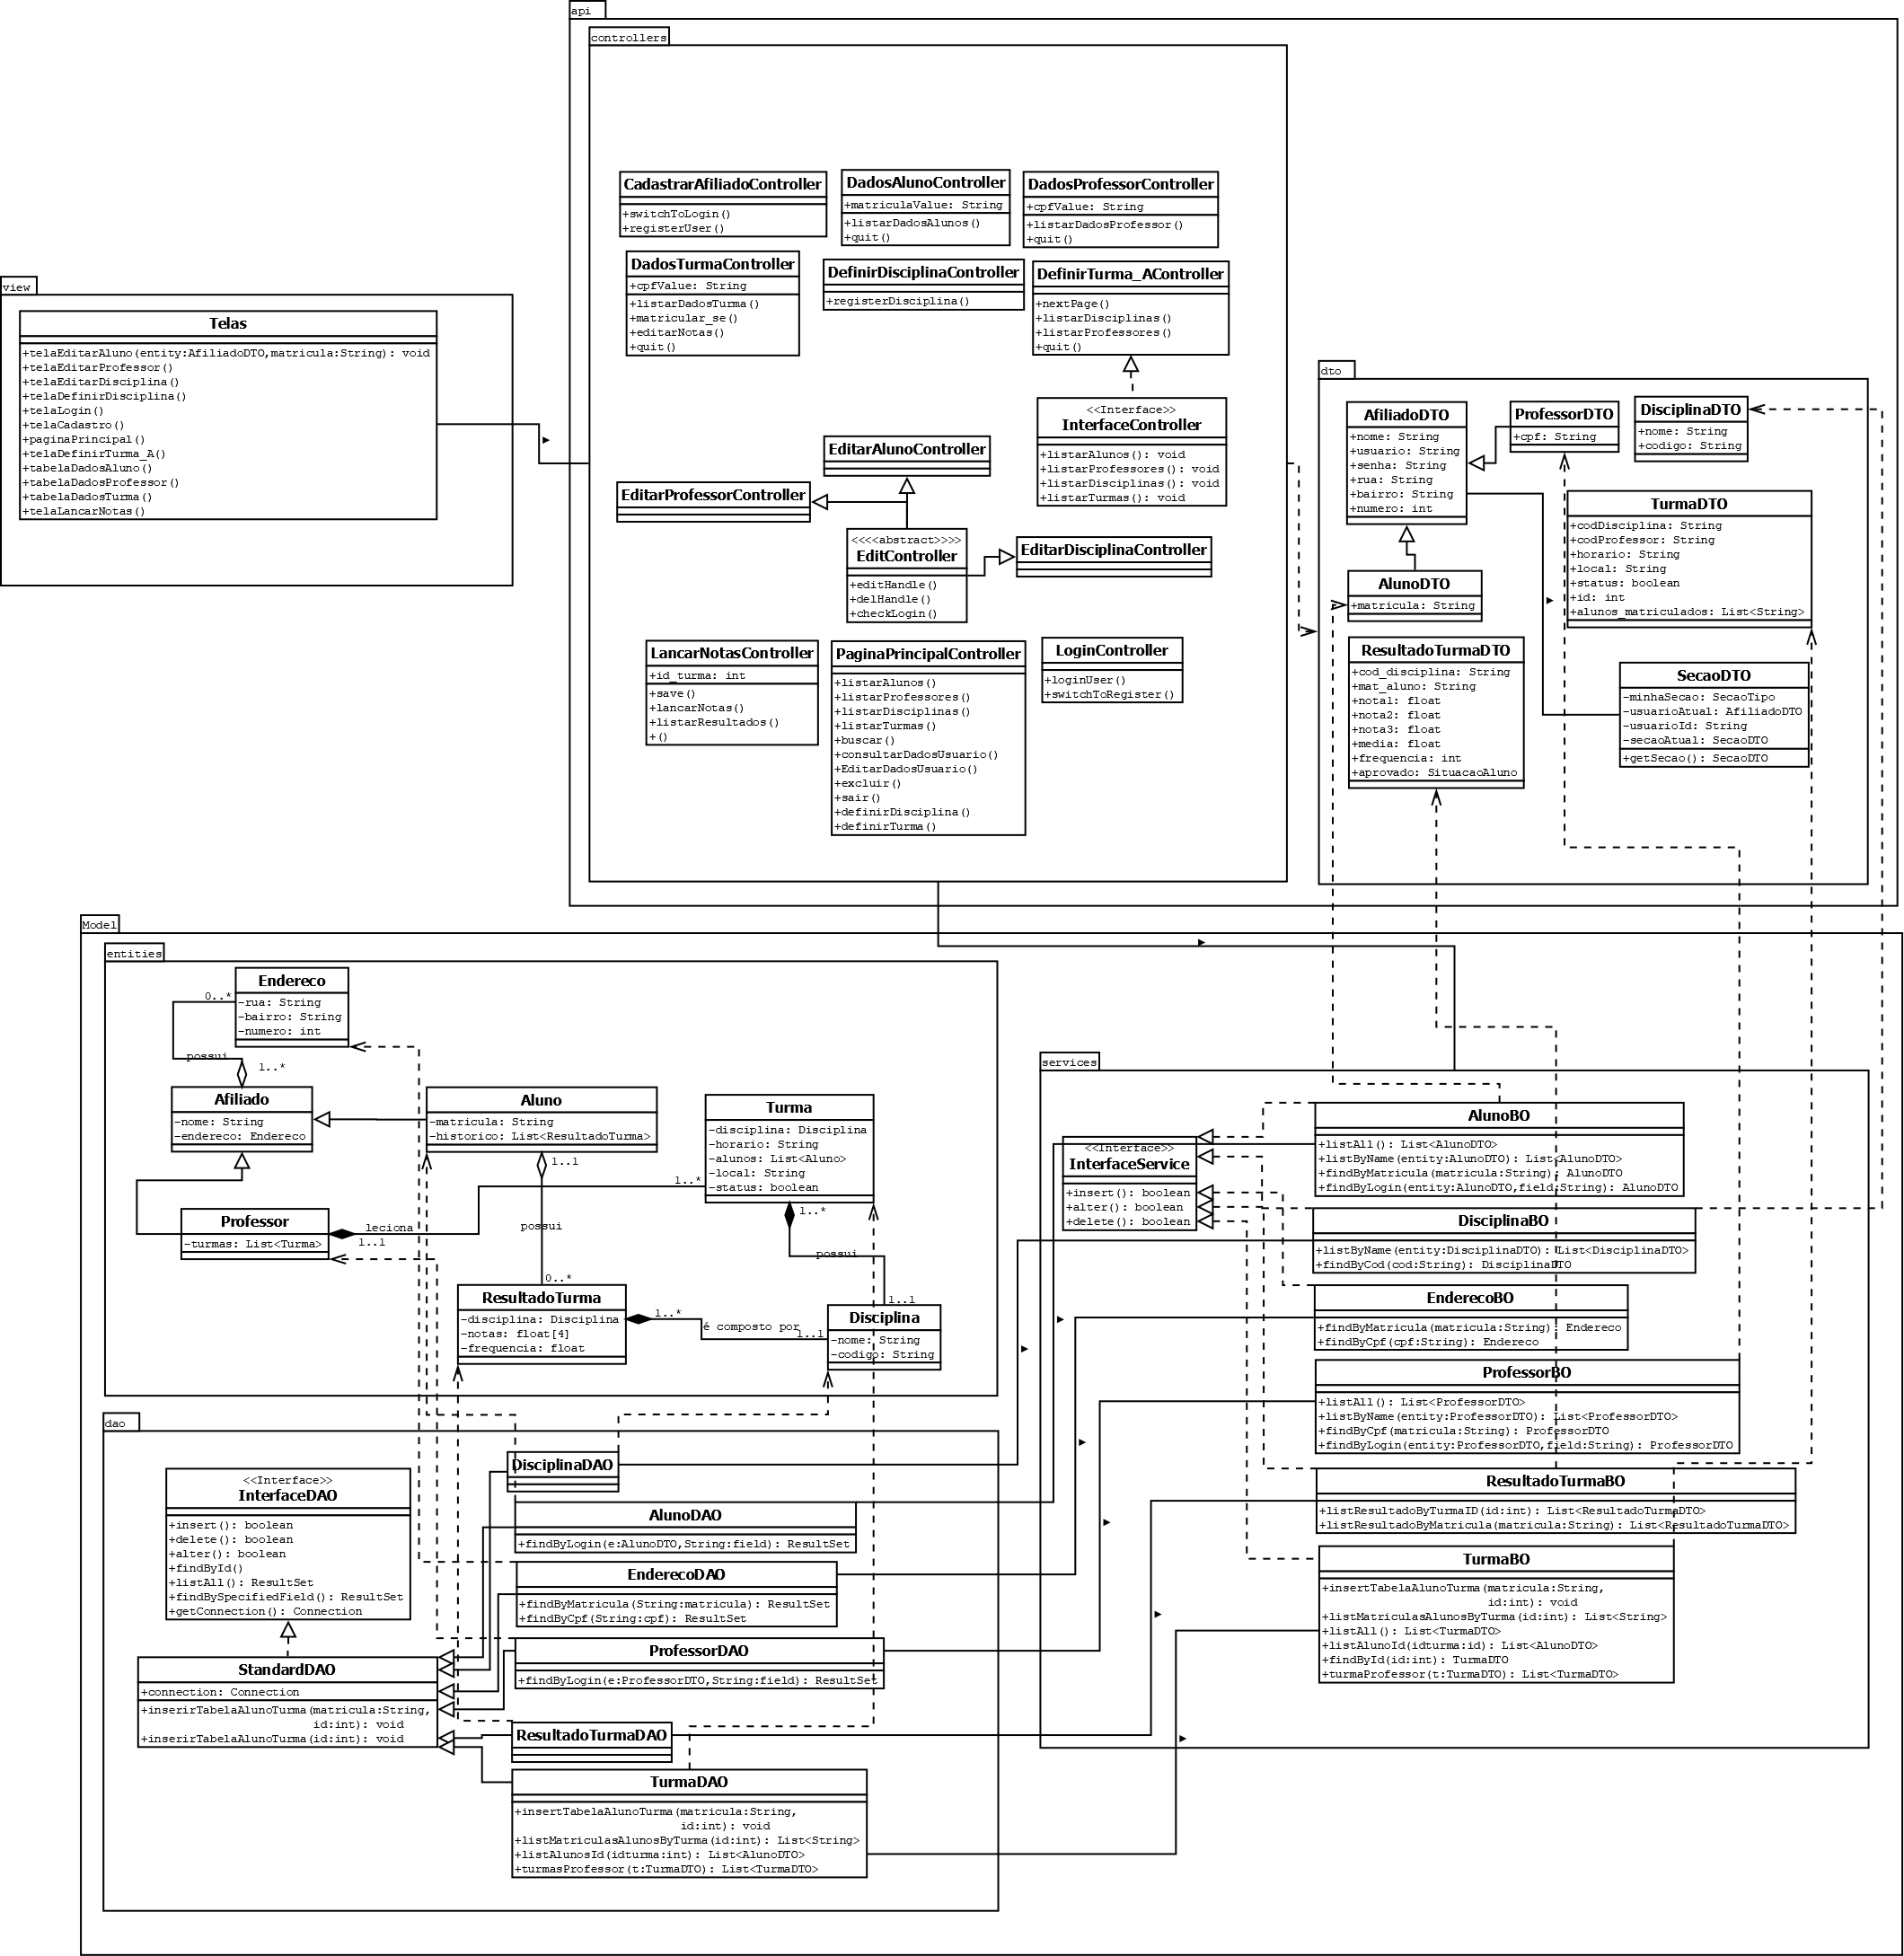 api
controllers
CadastrarAfiliadoController
+switchToLogin()
+registerUser()
DadosAlunoController
+matriculaValue: String
+listarDadosAlunos()
+quit()
DadosProfessorController
+cpfValue: String
+listarDadosProfessor()
+quit()
DadosTurmaController
+cpfValue: String
+listarDadosTurma()
+matricular_se()
+editarNotas()
+quit()
DefinirDisciplinaController
+registerDisciplina()
DefinirTurma_AController
+nextPage()
+listarDisciplinas()
+listarProfessores()
+quit()
<<Interface>>
InterfaceController
+listarAlunos(): void
+listarProfessores(): void
+listarDisciplinas(): void
+listarTurmas(): void
EditarAlunoController
EditarProfessorController
<<<<abstract>>>>
EditController
+editHandle()
+delHandle()
+checkLogin()
EditarDisciplinaController
LancarNotasController
+id_turma: int
+save()
+lancarNotas()
+listarResultados()
+()
PaginaPrincipalController
+listarAlunos()
+listarProfessores()
+listarDisciplinas()
+listarTurmas()
+buscar()
+consultarDadosUsuario()
+EditarDadosUsuario()
+excluir()
+sair()
+definirDisciplina()
+definirTurma()
LoginController
+loginUser()
+switchToRegister()
view
Telas
+telaEditarAluno(entity:AfiliadoDTO,matricula:String): void
+telaEditarProfessor()
+telaEditarDisciplina()
+telaDefinirDisciplina()
+telaLogin()
+telaCadastro()
+paginaPrincipal()
+telaDefinirTurma_A()
+tabelaDadosAluno()
+tabelaDadosProfessor()
+tabelaDadosTurma()
+telaLancarNotas()
dto
AfiliadoDTO
+nome: String
+usuario: String
+senha: String
+rua: String
+bairro: String
+numero: int
ProfessorDTO
+cpf: String
DisciplinaDTO
+nome: String
+codigo: String
TurmaDTO
+codDisciplina: String
+codProfessor: String
+horario: String
+local: String
+status: boolean
+id: int
+alunos_matriculados: List<String>
AlunoDTO
+matricula: String
ResultadoTurmaDTO
+cod_disciplina: String
+mat_aluno: String
+nota1: float
+nota2: float
+nota3: float
+media: float
+frequencia: int
+aprovado: SituacaoAluno
SecaoDTO
-minhaSecao: SecaoTipo
-usuarioAtual: AfiliadoDTO
-usuarioId: String
-secaoAtual: SecaoDTO
+getSecao(): SecaoDTO
Model
entities
Endereco
-rua: String
-bairro: String
-numero: int
0..*
possui
1..*
Afiliado
-nome: String
-endereco: Endereco
Aluno
-matricula: String
-historico: List<ResultadoTurma>
1..1
possui
0..*
Turma
-disciplina: Disciplina
-horario: String
-alunos: List<Aluno>
-local: String
-status: boolean
1..*
Professor
-turmas: List<Turma>
leciona
1..1
1..*
possui
1..1
ResultadoTurma
-disciplina: Disciplina
-notas: float[4]
-frequencia: float
1..*
é composto por
1..1
Disciplina
-nome: String
-codigo: String
dao
<<Interface>>
InterfaceDAO
+insert(): boolean
+delete(): boolean
+alter(): boolean
+findById()
+listAll(): ResultSet
+findBySpecifiedField(): ResultSet
+getConnection(): Connection
StandardDAO
+connection: Connection
+inserirTabelaAlunoTurma(matricula:String,
id:int): void
+inserirTabelaAlunoTurma(id:int): void
DisciplinaDAO
AlunoDAO
+findByLogin(e:AlunoDTO,String:field): ResultSet
EnderecoDAO
+findByMatricula(String:matricula): ResultSet
+findByCpf(String:cpf): ResultSet
ProfessorDAO
+findByLogin(e:ProfessorDTO,String:field): ResultSet
ResultadoTurmaDAO
TurmaDAO
+insertTabelaAlunoTurma(matricula:String,
id:int): void
+listMatriculasAlunosByTurma(id:int): List<String>
+listAlunosId(idturma:int): List<AlunoDTO>
+turmasProfessor(t:TurmaDTO): List<TurmaDTO>
services
<<Interface>>
InterfaceService
+insert(): boolean
+alter(): boolean
+delete(): boolean
AlunoBO
+listAll(): List<AlunoDTO>
+listByName(entity:AlunoDTO): List<AlunoDTO>
+findByMatricula(matricula:String): AlunoDTO
+findByLogin(entity:AlunoDTO,field:String): AlunoDTO
DisciplinaBO
+listByName(entity:DisciplinaDTO): List<DisciplinaDTO>
+findByCod(cod:String): DisciplinaDTO
EnderecoBO
+findByMatricula(matricula:String): Endereco
+findByCpf(cpf:String): Endereco
ProfessorBO
+listAll(): List<ProfessorDTO>
+listByName(entity:ProfessorDTO): List<ProfessorDTO>
+findByCpf(matricula:String): ProfessorDTO
+findByLogin(entity:ProfessorDTO,field:String): ProfessorDTO
ResultadoTurmaBO
+listResultadoByTurmaID(id:int): List<ResultadoTurmaDTO>
+listResultadoByMatricula(matricula:String): List<ResultadoTurmaDTO>
TurmaBO
+insertTabelaAlunoTurma(matricula:String,
id:int): void
+listMatriculasAlunosByTurma(id:int): List<String>
+listAll(): List<TurmaDTO>
+listAlunoId(idturma:id): List<AlunoDTO>
+findById(id:int): TurmaDTO
+turmaProfessor(t:TurmaDTO): List<TurmaDTO>